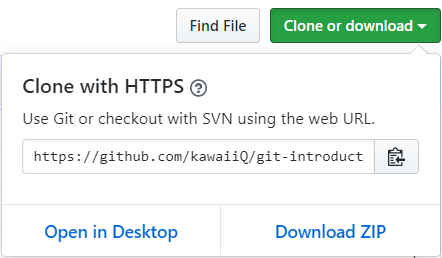 Find File
Clone or download
Clone with HTTPS
Use Git or checkout with SVN using the web URL.
https://github.com/kawaiiQ/git-introduct
Open in Desktop
Download ZIP